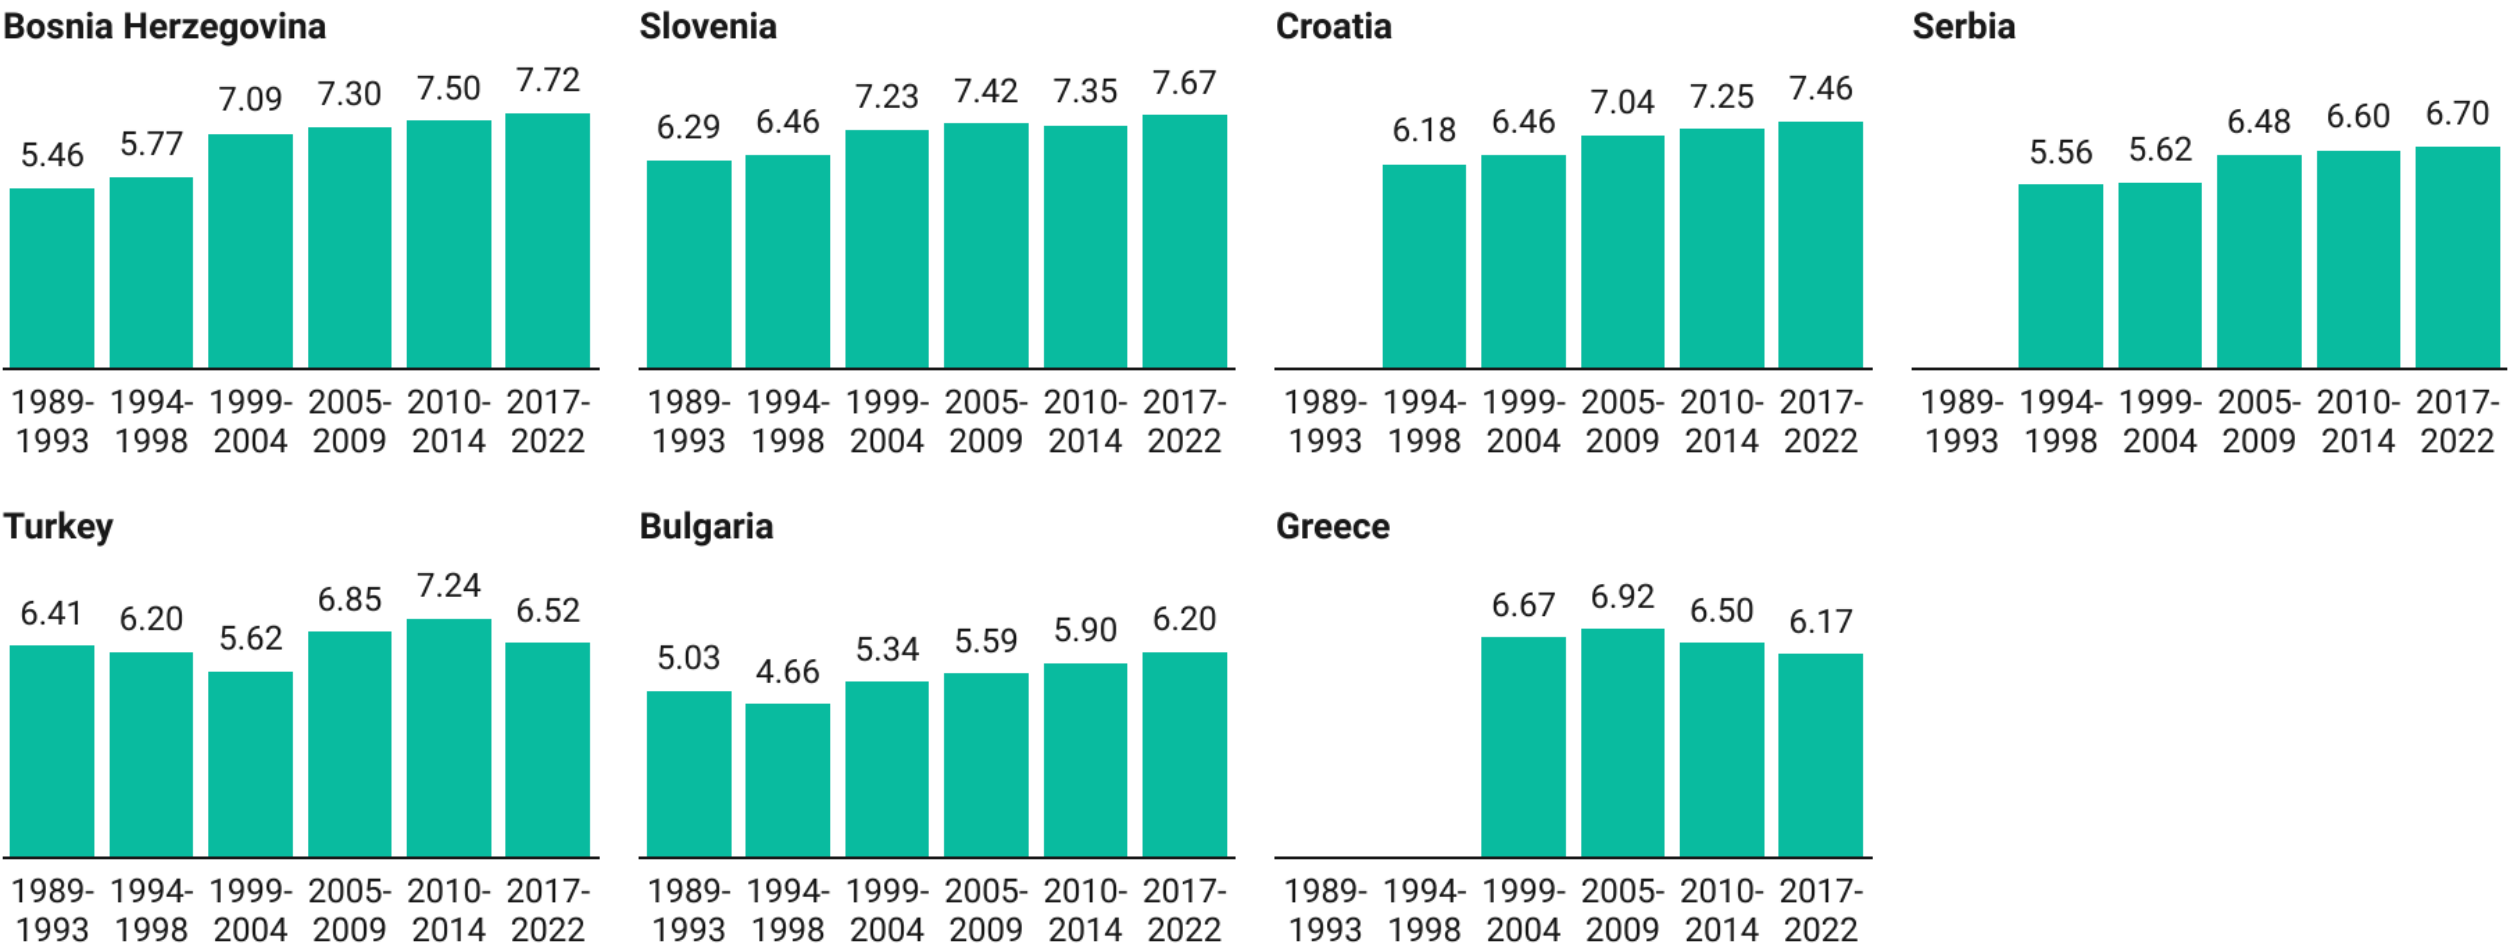 Bosnia Herzegovina
5.46 5.77 7.09 7.30 7.50 7.72
1989- 1994- 1999- 2005- 2010- 2017-
1993 1998 2004 2009 2014 2022
Slovenia
6.29 6.46 7.23 7.42 7.35 7.67
1989- 1994- 1999- 2005- 2010- 2017-
1993 1998 2004 2009 2014 2022
Croatia
6.18 6.46 7.04 7.25 7.46
1989- 1994- 1999- 2005- 2010- 2017-
1993 1998 2004 2009 2014 2022
Serbia
5.56 5.62 6.48 6.60 6.70
1989- 1994- 1999- 2005- 2010- 2017-
1993 1998 2004 2009 2014 2022
Turkey
6.41 6.20 5.62 6.85 7.24 6.52
1989- 1994- 1999- 2005- 2010- 2017-
1993 1998 2004 2009 2014 2022
Bulgaria
5.03 4.66 5.34 5.59 5.90 6.20
1989- 1994- 1999- 2005- 2010- 2017-
1993 1998 2004 2009 2014 2022
Greece
6.67 6.92 6.50 6.17
1989- 1994- 1999- 2005- 2010- 2017-
1993 1998 2004 2009 2014 2022